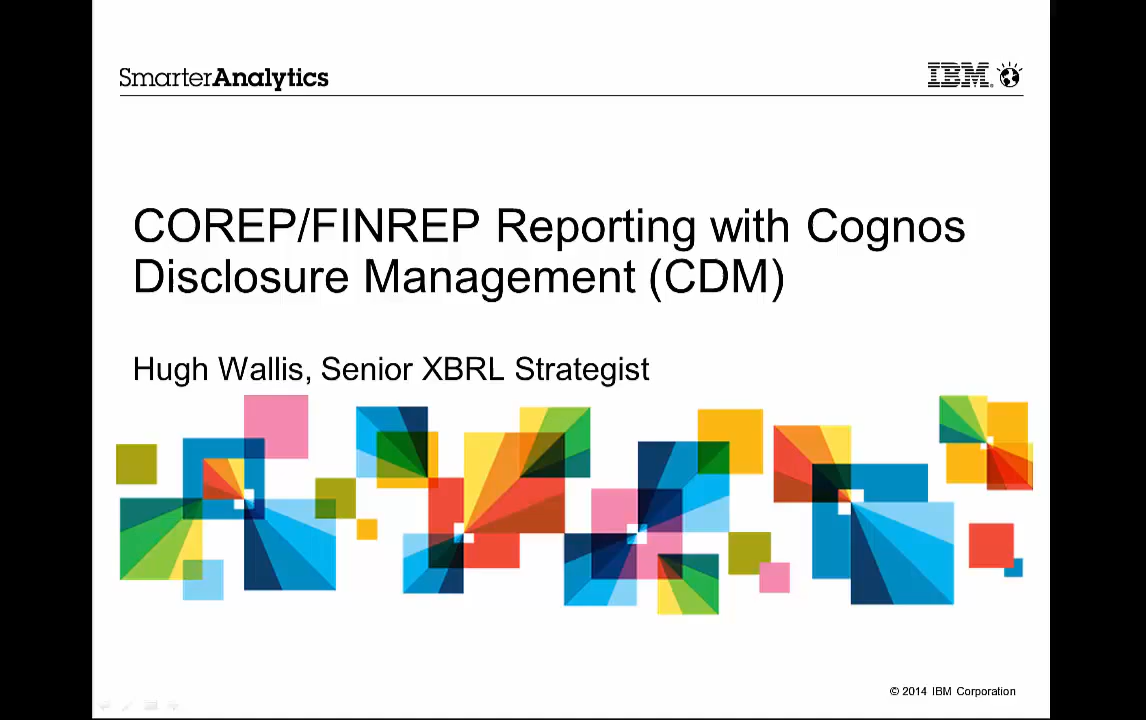 SmarterAnalytics
IBM.
COREP/FINREP Reporting with Cognos
Disclosure Management (CDM)
Hugh Wallis, Senior XBRL Strategist
© 2014 IBM Corporation